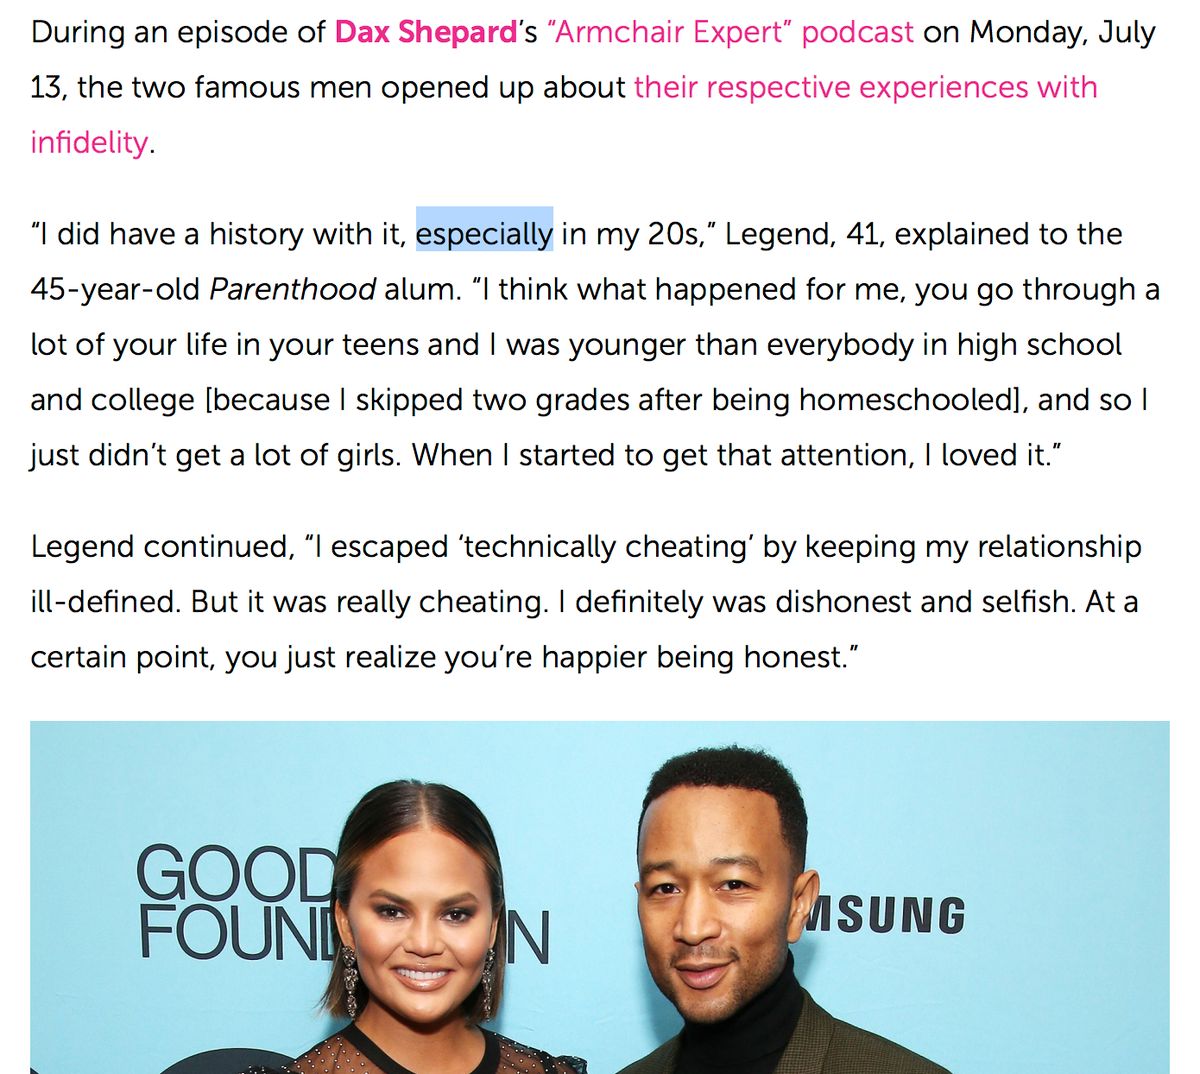 During an episode of Dax Shepard’s “Armchair Expert” podcast on Monday, July
13, the two famous men opened up about their respective experiences with
infidelity.
“I did have a history with it, especially in my 20s,” Legend, 41, explained to the
45-year-old Parenthood alum. “I think what happened for me, you go through a
lot of your life in your teens and I was younger than everybody in high school
and college [because I skipped two grades after being homeschooled], and so I
just didn’t get a lot of girls. When I started to get that attention, I loved it.”
Legend continued, “I escaped ‘technically cheating’ by keeping my relationship
ill-defined. But it was really cheating. I definitely was dishonest and selfish. At a
certain point, you just realize you’re happier being honest.”
GOOD
FOUND N
MSUNG